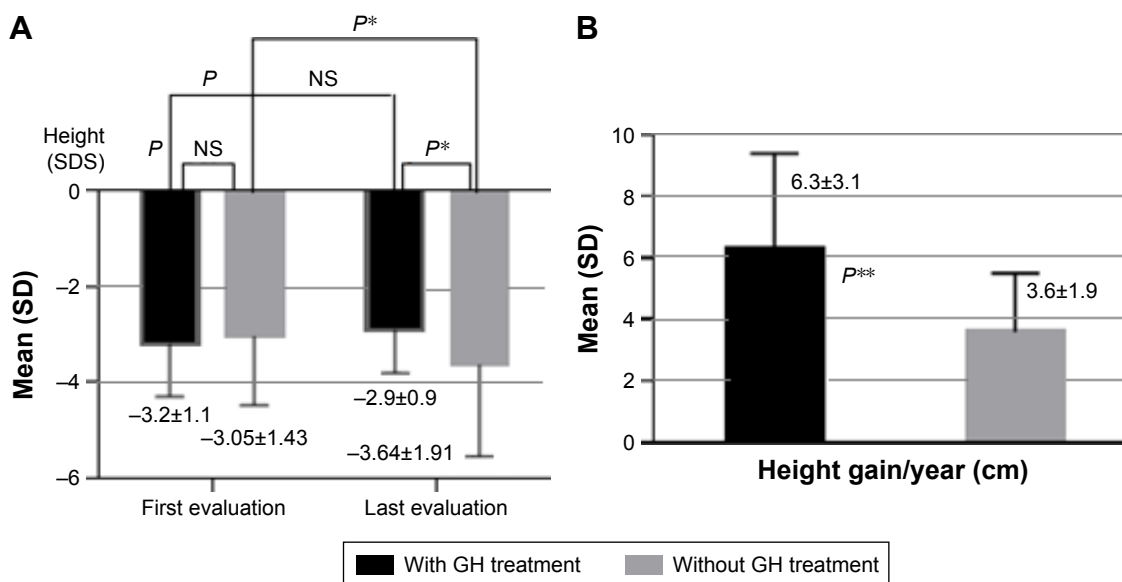 A
P*
P NS
Height
(SDS)
P NS
P*
Mean (SD)
0
–2
–4
–6
–3.2±1.1
–3.05±1.43
–2.9±0.9
–3.64±1.91
First evaluation
Last evaluation
B
Mean (SD)
10
8
6
4
2
0
6.3±3.1
P**
3.6±1.9
Height gain/year (cm)
With GH treatment
Without GH treatment